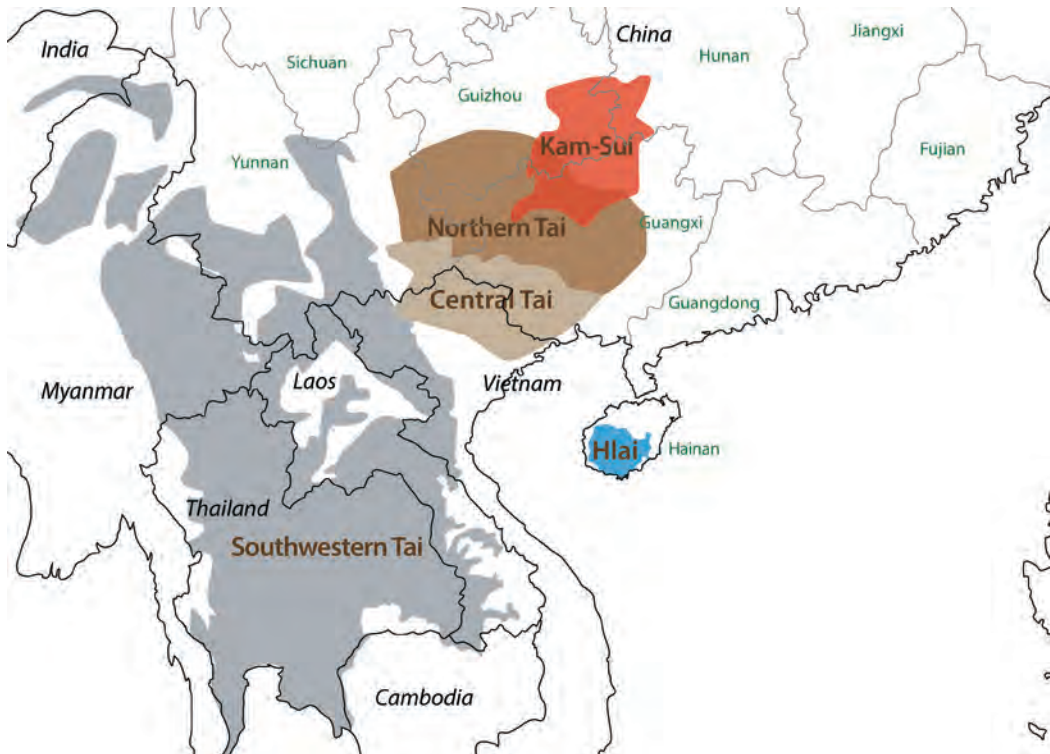 India
China
Jiangxi
Sichuan
Hunan
Guizhou
Kam-Sui
Fujian
Yunnan
Northern Tai
Guangxi
Central Tai
Guangdong
Laos
Vietnam
Myanmar
Hlai
Hainan
Thailand
Southwestern Tai
Cambodia